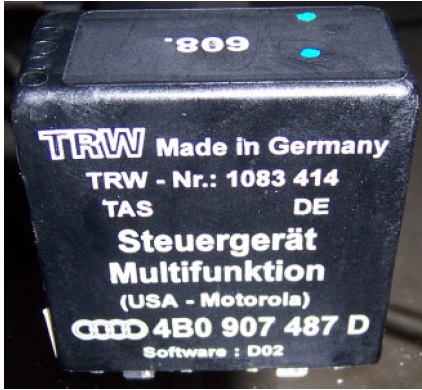 608.
TRW Made in Germany
TRW - Nr.: 1083 414
TAS DE
Steuergerät
Multifunktion
(USA - Motorola)
4B0 907 487 D
Software : D02